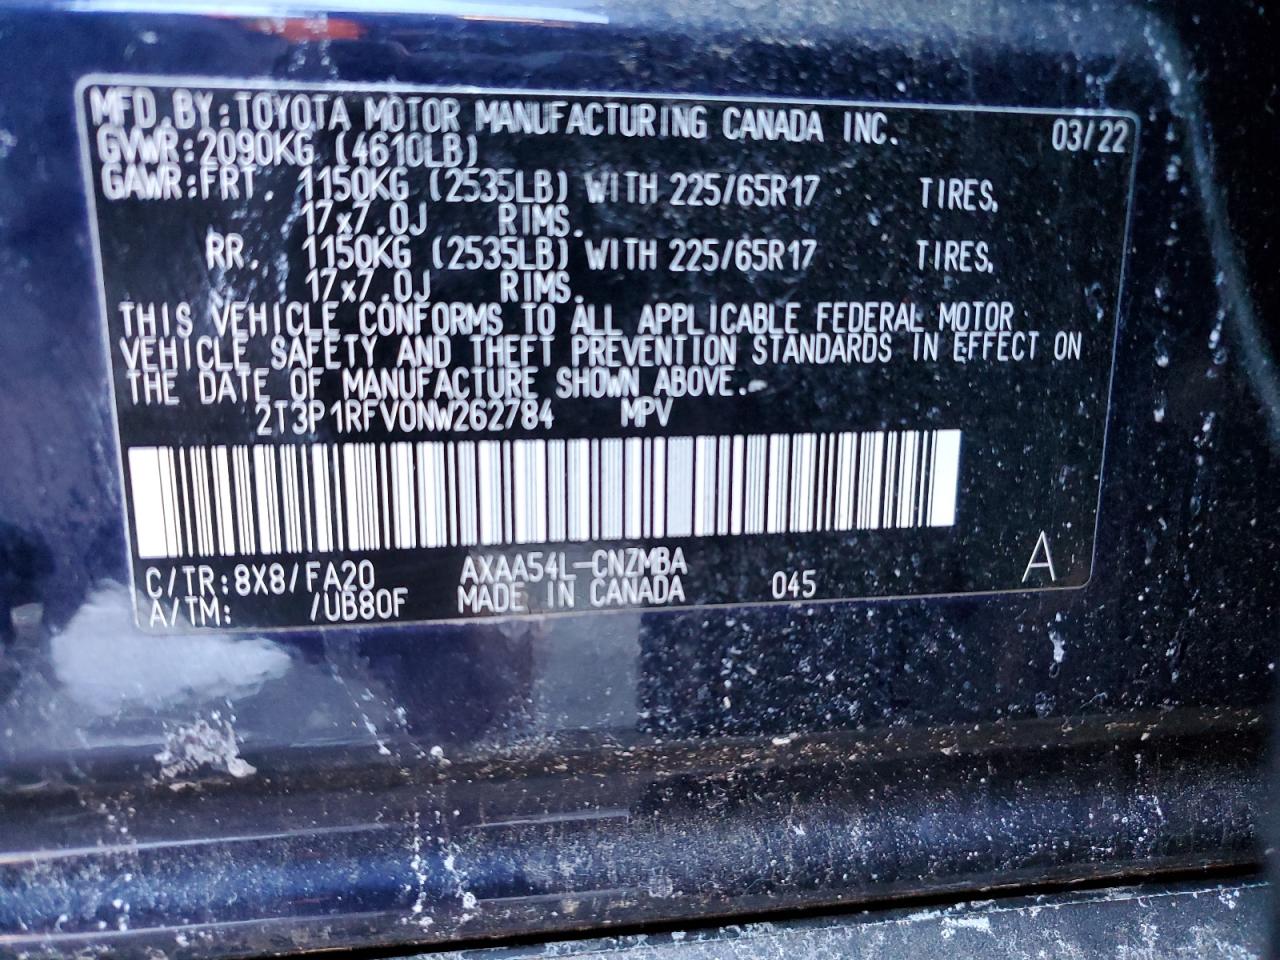 MFD.BY:TOYOTA MOTOR MANUFACTURING CANADA INC. 03/22
GVWR:2090KG (4610LB)
GAWR:FRT. 1150KG (2535LB) WITH 225/65R17 TIRES,
17x7.0J RIMS.
RR. 1150KG (2535LB) WITH 225/65R17 TIRES,
17x7.0J RIMS.
THIS VEHICLE CONFORMS TO ALL APPLICABLE FEDERAL MOTOR
VEHICLE SAFETY AND THEFT PREVENTION STANDARDS IN EFFECT ON
THE DATE OF MANUFACTURE SHOWN ABOVE.
2T3P1RFV0NW262784 MPV
C/TR:8X8/FA20 AXAA54L-CNZMBA
A/TM: /UB80F MADE IN CANADA 045 A